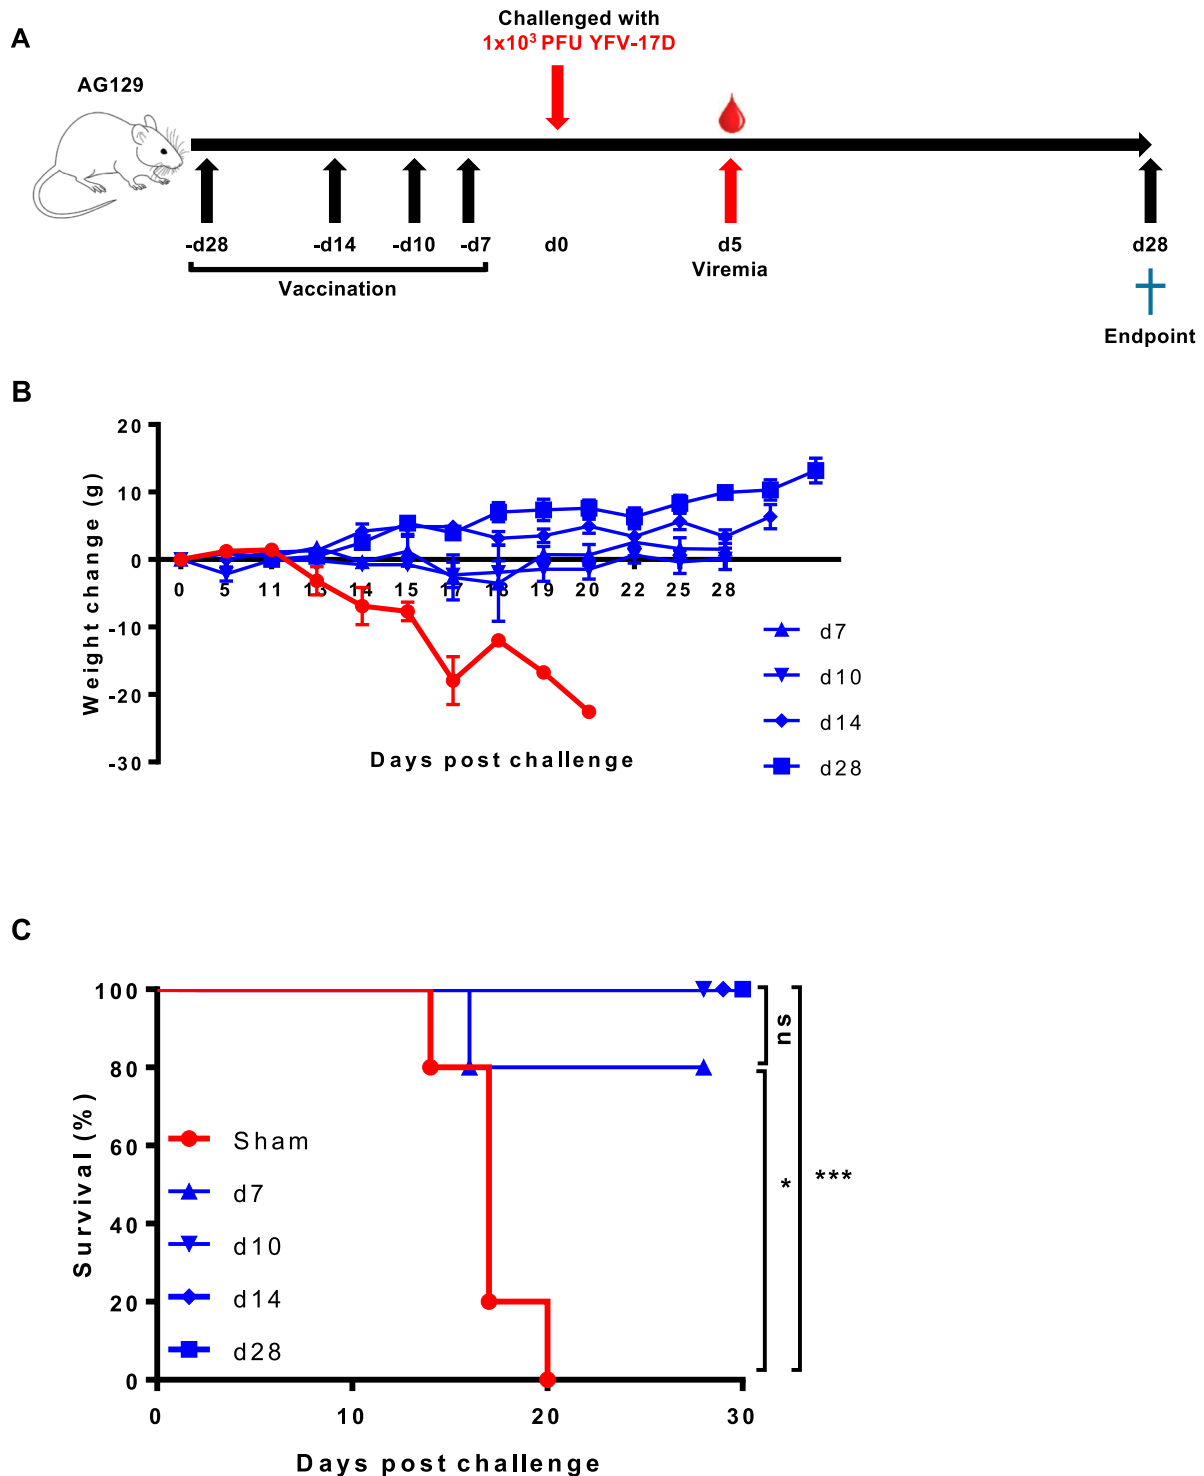 A
Challenged with
1x10³ PFU YFV-17D
AG129
-d28 -d14 -d10 -d7 d0 d5 d28
Vaccination
Viremia
Endpoint
B
Weight change (g)
20
10
0
-10
-20
-30
0 5 11 13 14 15 17 18 19 20 22 25 28
Days post challenge
d7
d10
d14
d28
C
Survival (%)
100
80
60
40
20
0
Sham
d7
d10
d14
d28
ns
*
***
0 10 20 30
Days post challenge